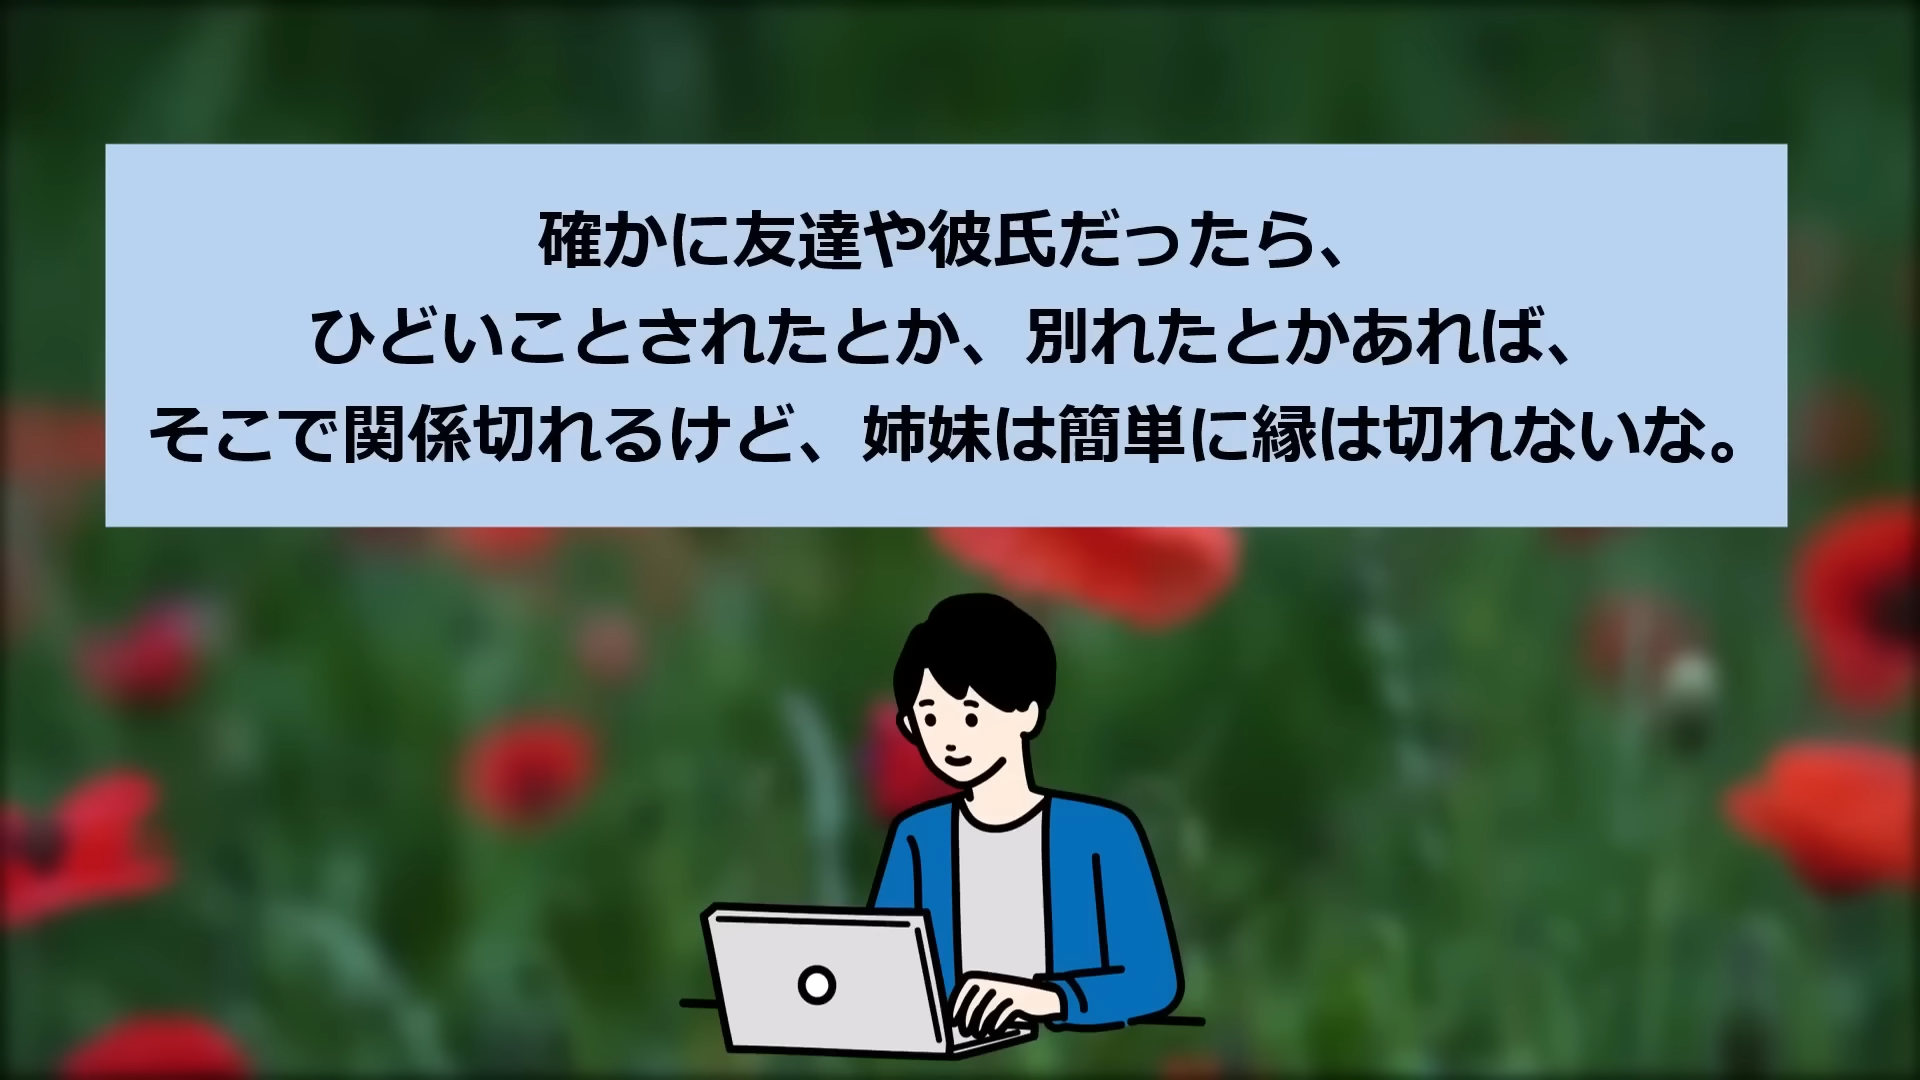 確かに友達や彼氏だったら、
ひどいことされたとか、別れたとかあれば、
そこで関係切れるけど、姉妹は簡単に縁は切れないな。